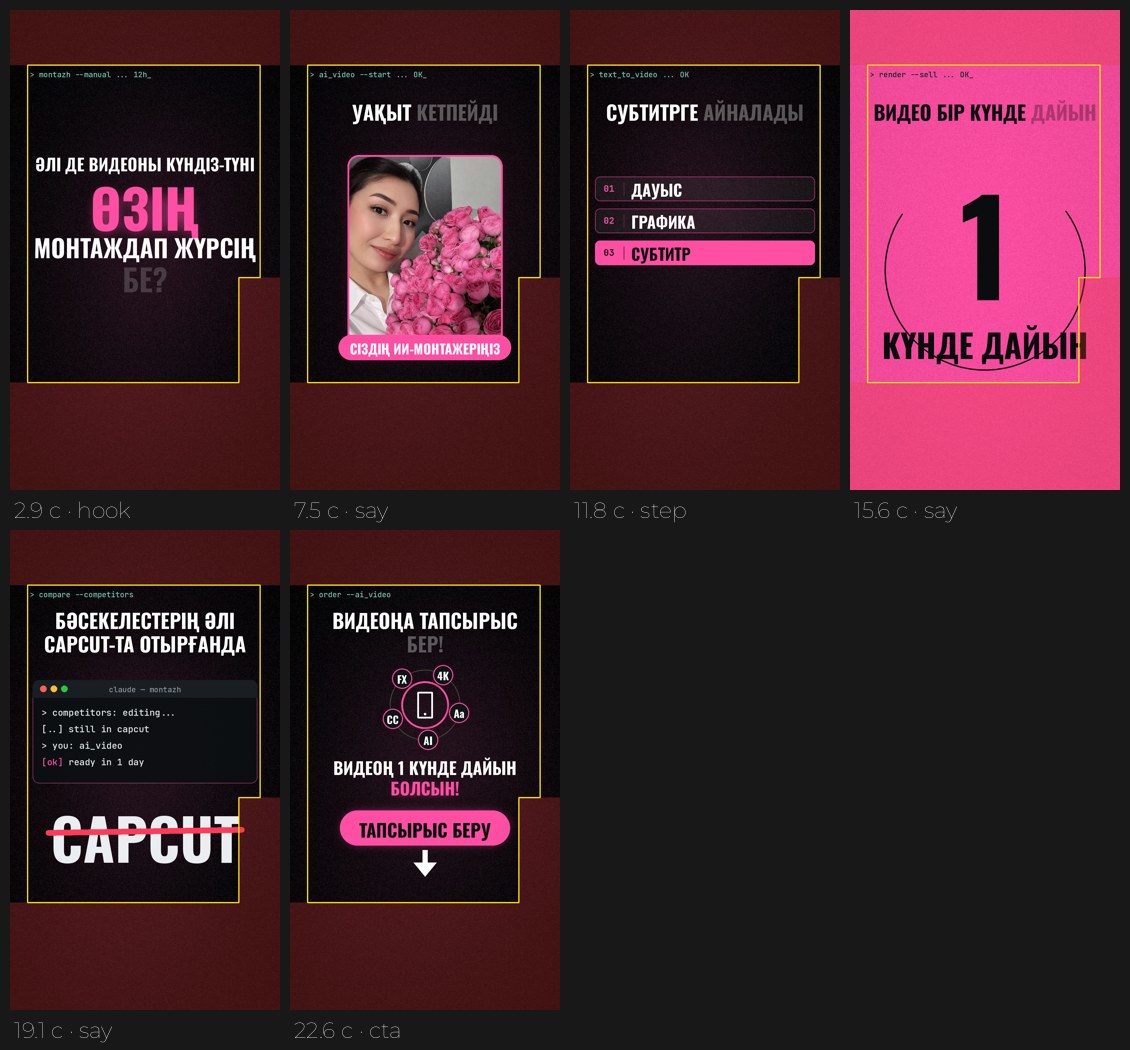 > montazh --manual ... 12h_
ӘЛІ ДЕ ВИДЕОНЫ КҮНДІЗ-ТҮНІ
ӨЗІҢ
МОНТАЖДАП ЖҮРСІҢ
БЕ?
2.9 с · hook
> ai_video --start ... OK_
УАҚЫТ КЕТПЕЙДІ
СІЗДІҢ ИИ-МОНТАЖЕРІҢІЗ
7.5 с · say
> text_to_video ... OK
СУБТИТРГЕ АЙНАЛАДЫ
01 ДАУЫС
02 ГРАФИКА
03 СУБТИТР
11.8 с · step
> render --sell ... OK_
ВИДЕО БІР КҮНДЕ ДАЙЫН
1
КҮНДЕ ДАЙЫН
15.6 с · say
> compare --competitors
БӘСЕКЕЛЕСТЕРІҢ ӘЛІ
CAPCUT-ТА ОТЫРҒАНДА
claude — montazh
> competitors: editing...
[..] still in capcut
> you: ai_video
[ok] ready in 1 day
CAPCUT
19.1 с · say
> order --ai_video
ВИДЕОҢА ТАПСЫРЫС
БЕР!
FX
4K
CC
Aa
AI
ВИДЕОҢ 1 КҮНДЕ ДАЙЫН
БОЛСЫН!
ТАПСЫРЫС БЕРУ
22.6 с · cta